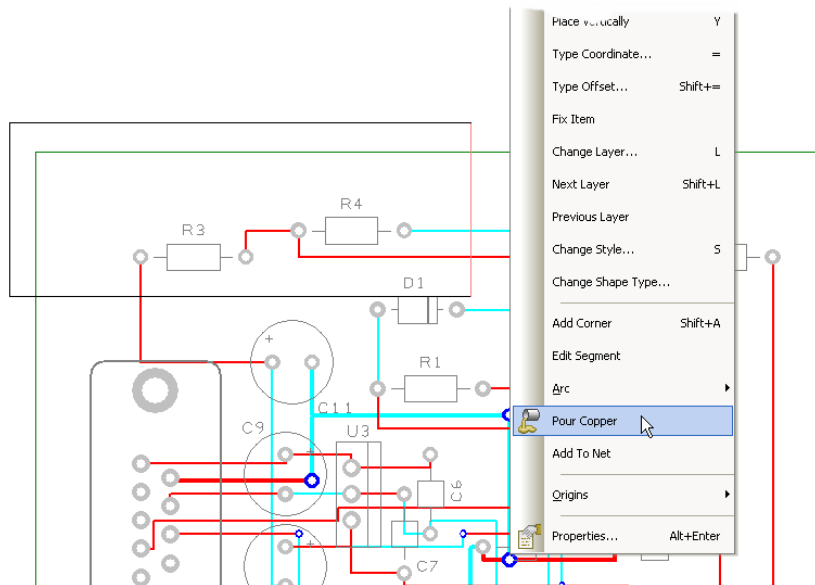 Place Vertically Y
Type Coordinate... =
Type Offset... Shift+=
Fix Item
Change Layer... L
Next Layer Shift+L
Previous Layer
Change Style... S
Change Shape Type...
Add Corner Shift+A
Edit Segment
Arc
Pour Copper
Add To Net
Origins
Properties... Alt+Enter
R4
R3
D1
+
R1
C11
C9
U3
+
C6
+
C7